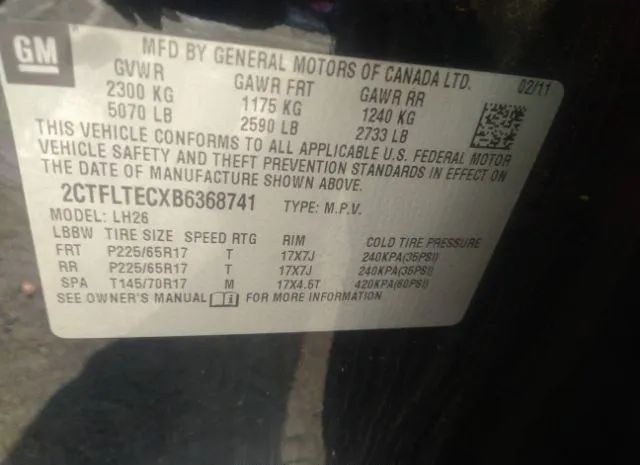 GM
MFD BY GENERAL MOTORS OF CANADA LTD.
GVWR GAWR FRT GAWR RR 02/11
2300 KG 1175 KG 1240 KG
5070 LB 2590 LB 2733 LB
THIS VEHICLE CONFORMS TO ALL APPLICABLE U.S. FEDERAL MOTOR
VEHICLE SAFETY AND THEFT PREVENTION STANDARDS IN EFFECT ON
THE DATE OF MANUFACTURE SHOWN ABOVE.
2CTFLTECXB6368741 TYPE: M.P.V.
MODEL: LH26
LBBW TIRE SIZE SPEED RTG RIM COLD TIRE PRESSURE
FRT P225/65R17 T 17X7J 240KPA(35PSI)
RR P225/65R17 T 17X7J 240KPA(35PSI)
SPA T145/70R17 M 17X4.5T 420KPA(60PSI)
SEE OWNER'S MANUAL FOR MORE INFORMATION